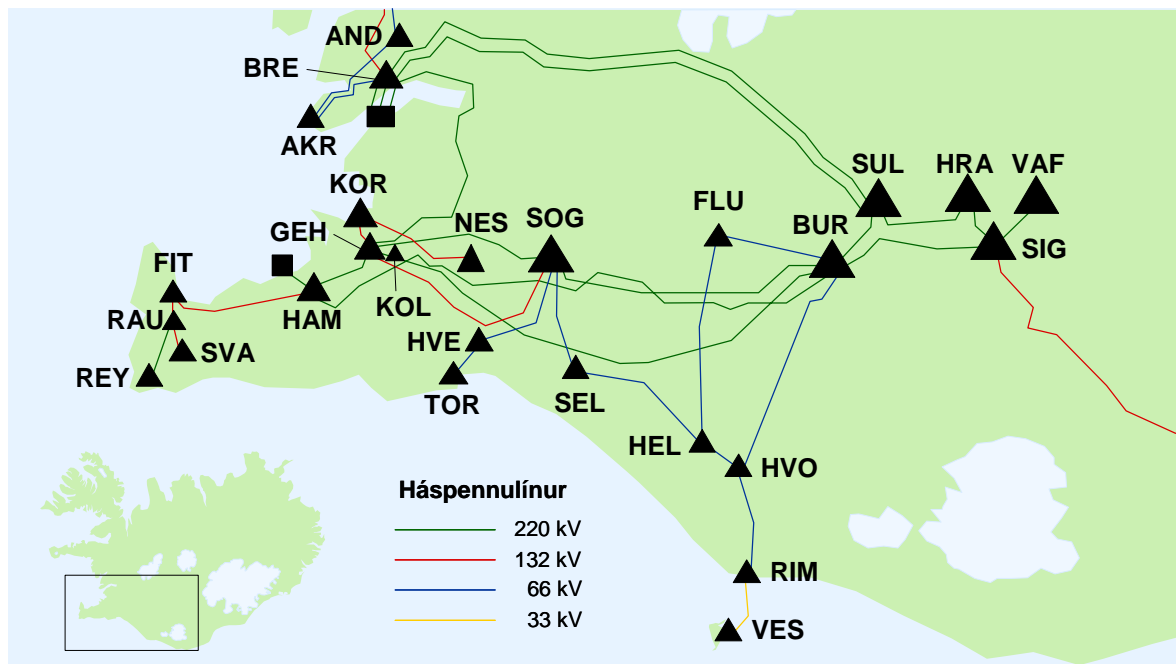 AND
BRE
AKR
KOR
GEH
NES
SOG
FLU
SUL
HRA
VAF
BUR
SIG
FIT
RAU
HAM
KOL
SVA
REY
HVE
TOR
SEL
HEL
HVO
Háspennulínur
220 kV
132 kV
66 kV
33 kV
RIM
VES